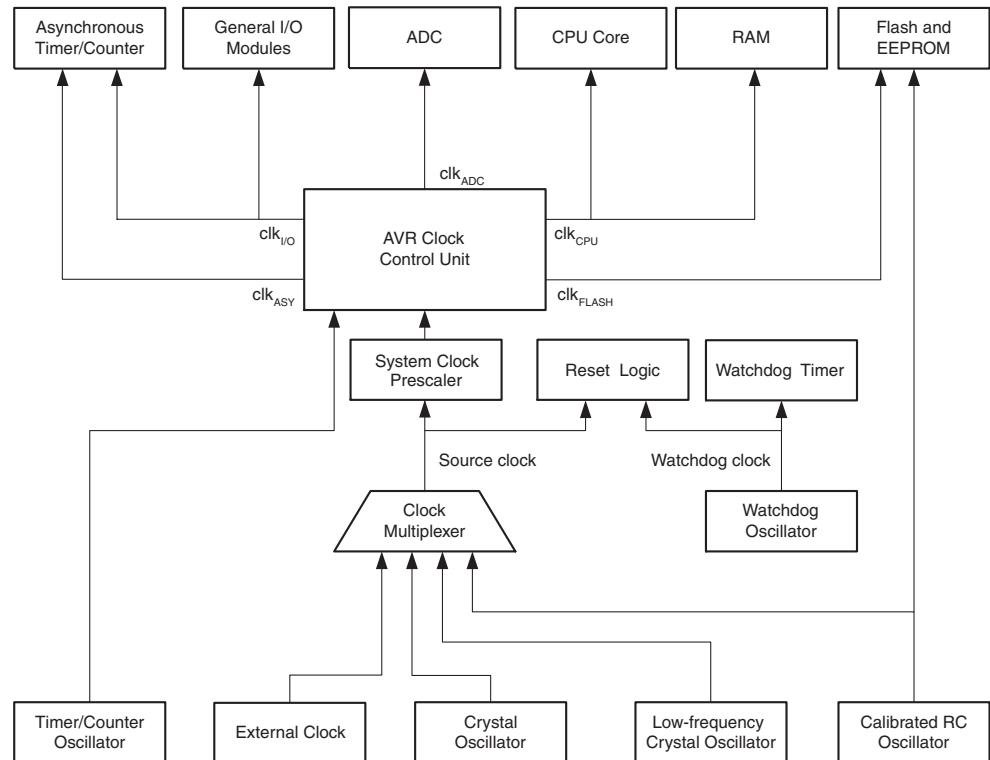 Asynchronous
Timer/Counter
General I/O
Modules
ADC
CPU Core
RAM
Flash and
EEPROM
clkADC
clkI/O
AVR Clock
Control Unit
clkCPU
clkASY
clkFLASH
System Clock
Prescaler
Reset Logic
Watchdog Timer
Source clock
Watchdog clock
Clock
Multiplexer
Watchdog
Oscillator
Timer/Counter
Oscillator
External Clock
Crystal
Oscillator
Low-frequency
Crystal Oscillator
Calibrated RC
Oscillator